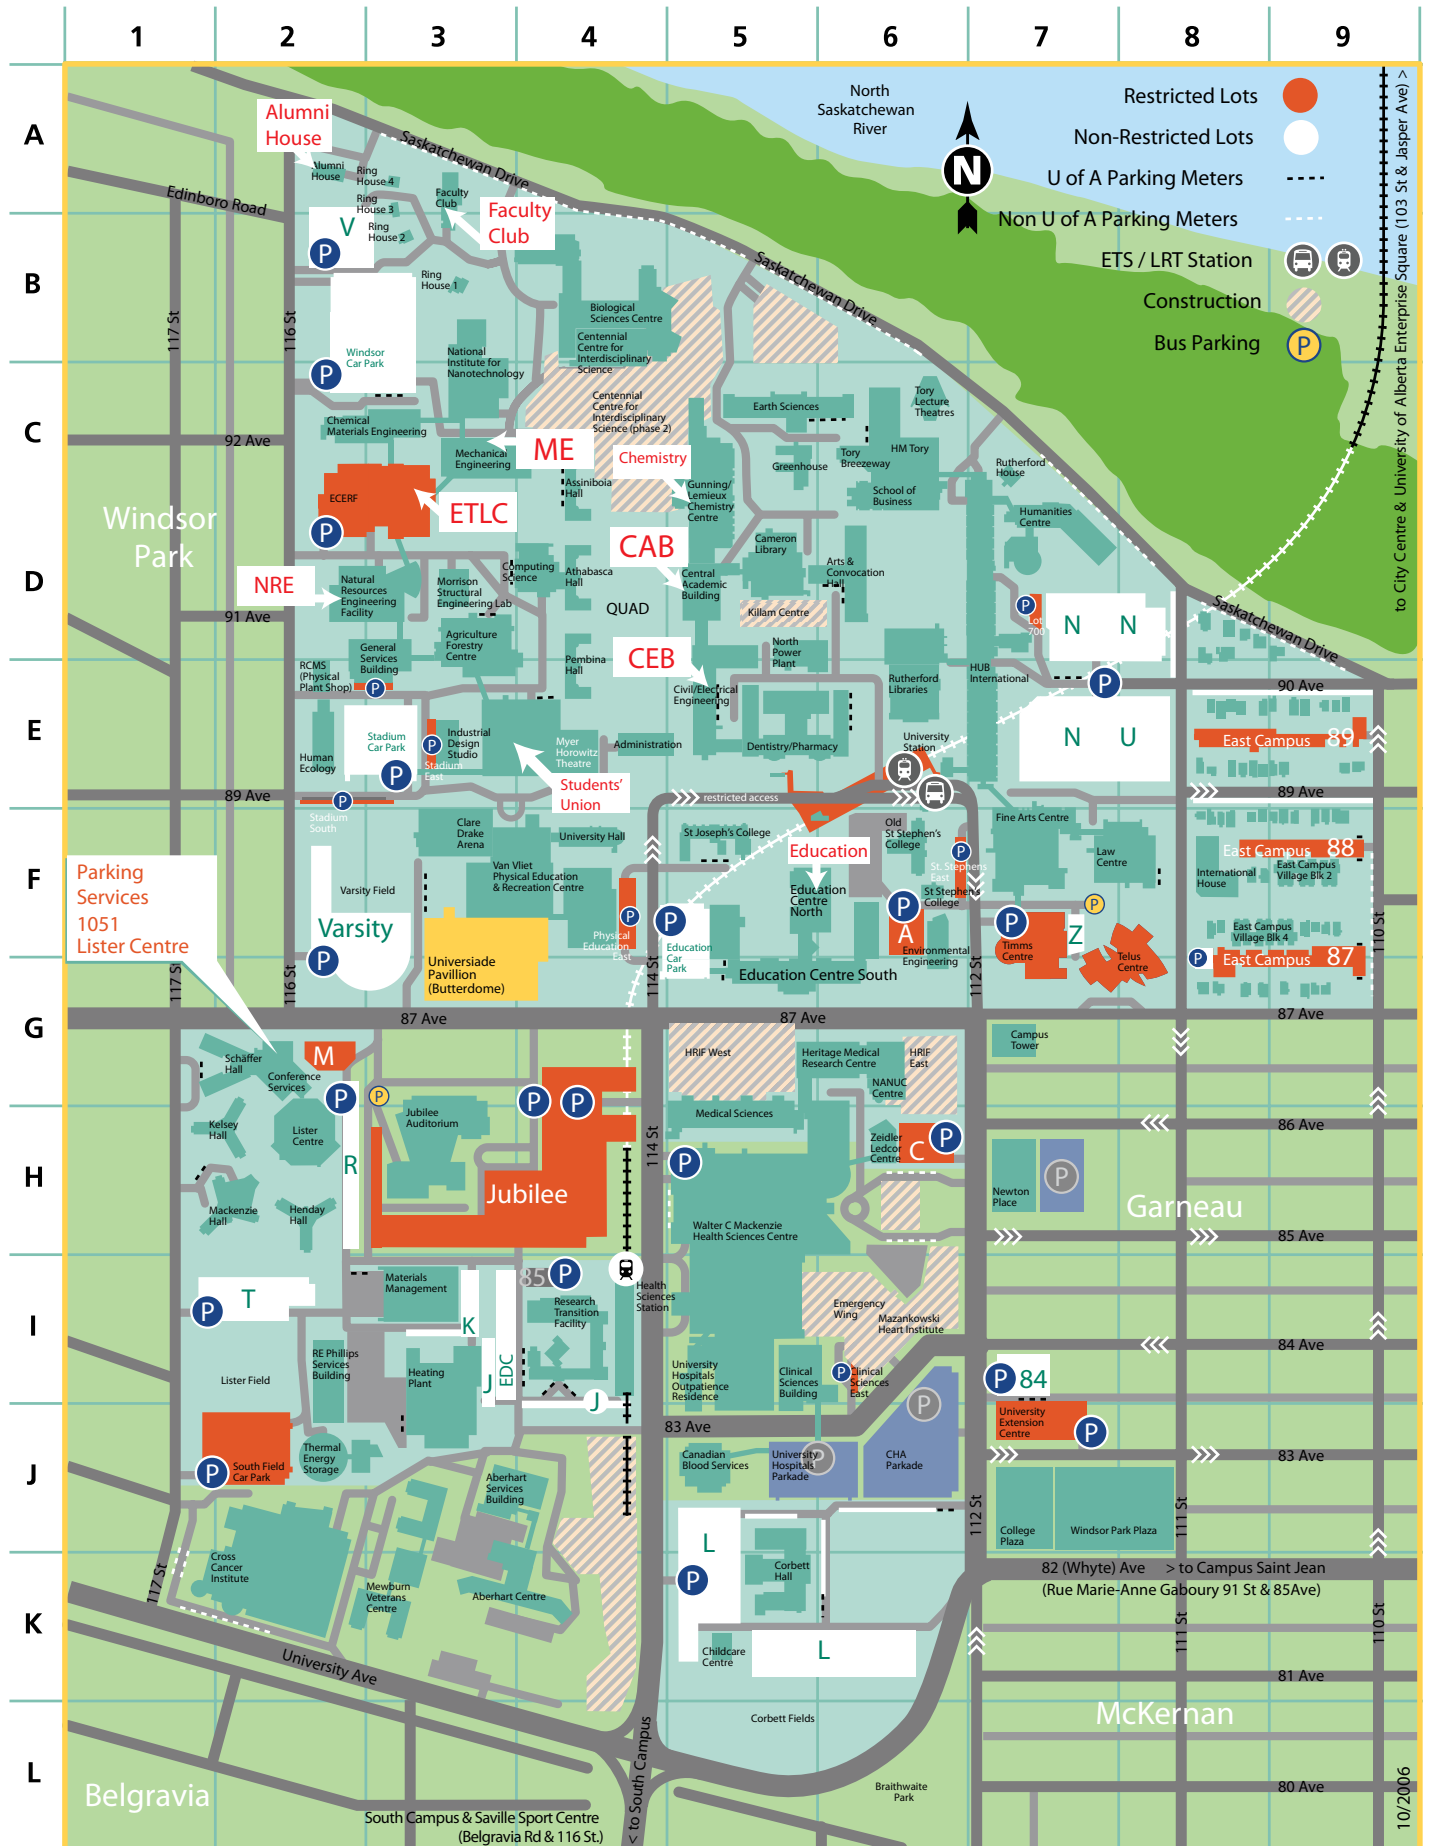 1 2 3 4 5 6 7 8 9
A
B
C
D
E
F
G
H
I
J
K
L
North
Saskatchewan
River
N
Restricted Lots
Non-Restricted Lots
U of A Parking Meters
Non U of A Parking Meters
ETS / LRT Station
Construction
Bus Parking
P
to City Centre & University of Alberta Enterprise Square (103 St & Jasper Ave) >
Alumni
House
Alumni
House
Ring
House 4
Ring
House 3
Ring
House 2
Ring
House 1
Faculty
Club
Faculty
Club
Saskatchewan Drive
Saskatchewan Drive
Saskatchewan Drive
Edinboro Road
V
P
117 St
116 St
Windsor
Car Park
P
National
Institute for
Nanotechnology
Biological
Sciences Centre
Centennial
Centre for
Interdisciplinary
Science
Centennial
Centre for
Interdisciplinary
Science (phase 2)
Earth Sciences
Tory
Lecture
Theatres
HM Tory
Tory
Breezeway
Greenhouse
School of
Business
Rutherford
House
Humanities
Centre
Chemical
Materials Engineering
92 Ave
Mechanical
Engineering
ME
Chemistry
Gunning/
Lemieux
Chemistry
Centre
Assiniboia
Hall
ECERF
P
ETLC
Windsor
Park
CAB
Cameron
Library
Arts &
Convocation
Hall
Computing
Science
Athabasca
Hall
Central
Academic
Building
Killam Centre
QUAD
NRE
Natural
Resources
Engineering
Facility
Morrison
Structural
Engineering Lab
91 Ave
Agriculture
Forestry
Centre
General
Services
Building
P
RCMS
(Physical
Plant Shop)
Pembina
Hall
CEB
Civil/Electrical
Engineering
North
Power
Plant
Rutherford
Libraries
HUB
International
P
Lot
700
N N
P
N U
90 Ave
Human
Ecology
Stadium
Car Park
P
P
Stadium
East
Industrial
Design
Studio
Myer
Horowitz
Theatre
Administration
Students'
Union
Dentistry/Pharmacy
University
Station
East Campus 89
89 Ave
P
Stadium
South
restricted access
89 Ave
Clare
Drake
Arena
University Hall
St Joseph's College
Old
St Stephen's
College
Fine Arts Centre
Education
P
St. Stephens
East
St Stephen's
College
Law
Centre
East Campus 88
International
House
East Campus
Village Blk 2
Parking
Services
1051
Lister Centre
Varsity Field
Varsity
P
Van Vliet
Physical Education
& Recreation Centre
P
Physical
Education
East
Education
Centre
North
P
Education
Car
Park
P
A
Environmental
Engineering
P
Timms
Centre
Z
P
Telus
Centre
East Campus
Village Blk 4
P
East Campus 87
110 St
Universiade
Pavillion
(Butterdome)
Education Centre South
117 St
116 St
114 St
112 St
87 Ave
87 Ave
87 Ave
Schäffer
Hall
M
Conference
Services
P
P
P
P
HRIF West
Heritage Medical
Research Centre
HRIF
East
NANUC
Centre
Campus
Tower
Kelsey
Hall
Lister
Centre
Jubilee
Auditorium
Medical Sciences
114 St
P
Zeidler
Ledcor
Centre
C
P
86 Ave
R
Jubilee
Mackenzie
Hall
Henday
Hall
Walter C Mackenzie
Health Sciences Centre
Newton
Place
P
Garneau
85 Ave
T
P
Materials
Management
K
85
P
Research
Transition
Facility
Health
Sciences
Station
Emergency
Wing
Mazankowski
Heart Institute
84 Ave
Lister Field
RE Phillips
Services
Building
Heating
Plant
J
EDC
J
University
Hospitals
Outpatience
Residence
Clinical
Sciences
Building
P
Clinical
Sciences
East
P
P
84
University
Extension
Centre
P
83 Ave
83 Ave
P
South Field
Car Park
Thermal
Energy
Storage
Aberhart
Services
Building
Canadian
Blood Services
University
Hospitals
Parkade
P
CHA
Parkade
College
Plaza
Windsor Park Plaza
112 St
111 St
Cross
Cancer
Institute
117 St
Mewburn
Veterans
Centre
Aberhart Centre
L
P
Corbett
Hall
82 (Whyte) Ave > to Campus Saint Jean
(Rue Marie-Anne Gaboury 91 St & 85Ave)
Childcare
Centre
L
111 St
110 St
University Ave
81 Ave
Corbett Fields
McKernan
< to South Campus
Belgravia
Braithwaite
Park
80 Ave
South Campus & Saville Sport Centre
(Belgravia Rd & 116 St.)
10/2006